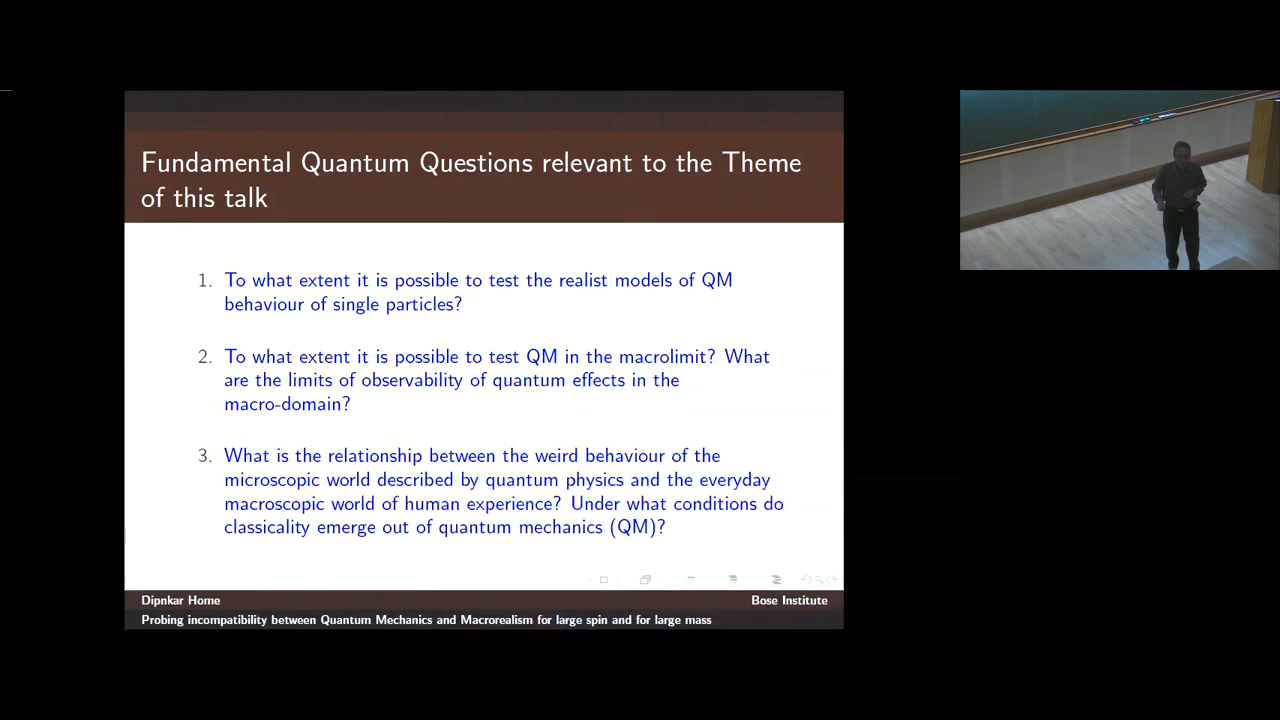 Fundamental Quantum Questions relevant to the Theme
of this talk
1. To what extent it is possible to test the realist models of QM
behaviour of single particles?
2. To what extent it is possible to test QM in the macrolimit? What
are the limits of observability of quantum effects in the
macro-domain?
3. What is the relationship between the weird behaviour of the
microscopic world described by quantum physics and the everyday
macroscopic world of human experience? Under what conditions do
classicality emerge out of quantum mechanics (QM)?
Dipnkar Home
Bose Institute
Probing incompatibility between Quantum Mechanics and Macrorealism for large spin and for large mass